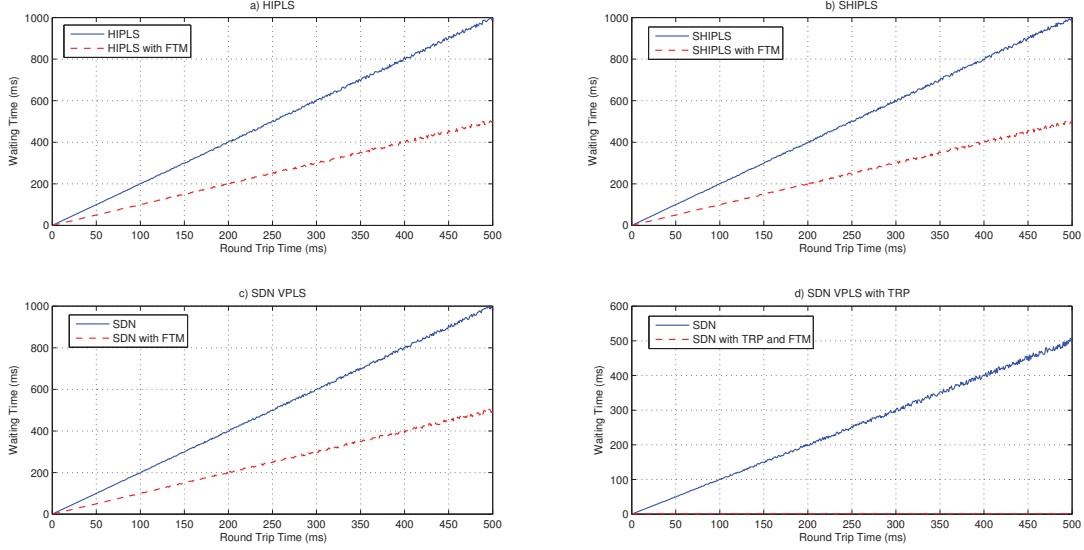 a) HIPLS
1000
800
600
400
200
0
Waiting Time (ms)
HIPLS
HIPLS with FTM
0 50 100 150 200 250 300 350 400 450 500
Round Trip Time (ms)
b) SHIPLS
1000
800
600
400
200
0
Waiting Time (ms)
SHIPLS
SHIPLS with FTM
0 50 100 150 200 250 300 350 400 450 500
Round Trip Time (ms)
c) SDN VPLS
1000
800
600
400
200
0
Waiting Time (ms)
SDN
SDN with FTM
0 50 100 150 200 250 300 350 400 450 500
Round Trip Time (ms)
d) SDN VPLS with TRP
600
500
400
300
200
100
0
Waiting Time (ms)
SDN
SDN with TRP and FTM
0 50 100 150 200 250 300 350 400 450 500
Round Trip Time (ms)